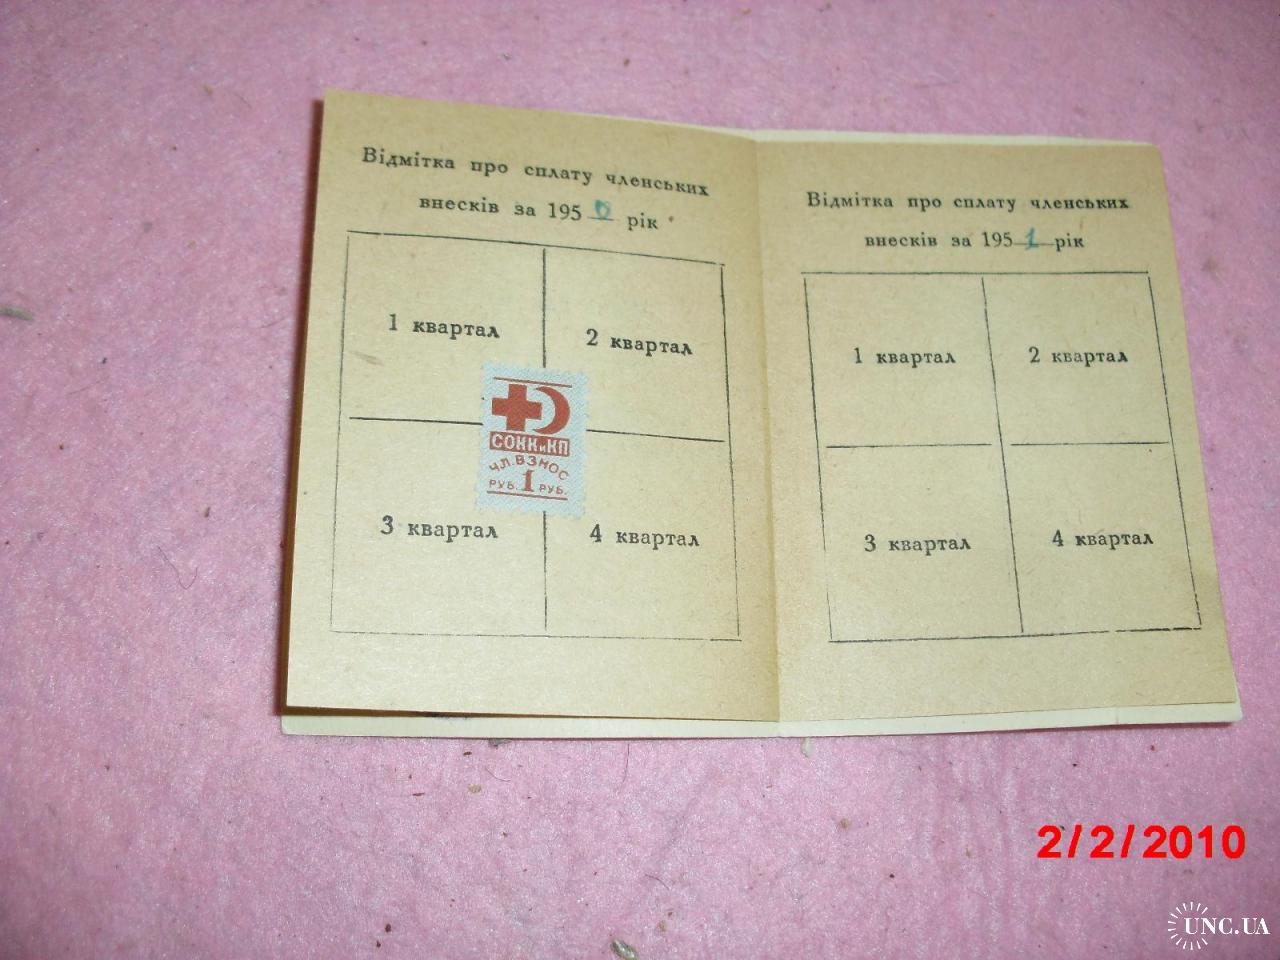 Відмітка про сплату членських
внесків за 1950 рік
1 квартал
2 квартал
СОКК и КП
ЧЛ. ВЗНОС
РУБ. 1 РУБ.
3 квартал
4 квартал
Відмітка про сплату членських
внесків за 1951 рік
1 квартал
2 квартал
3 квартал
4 квартал
2/2/2010
UNC.UA